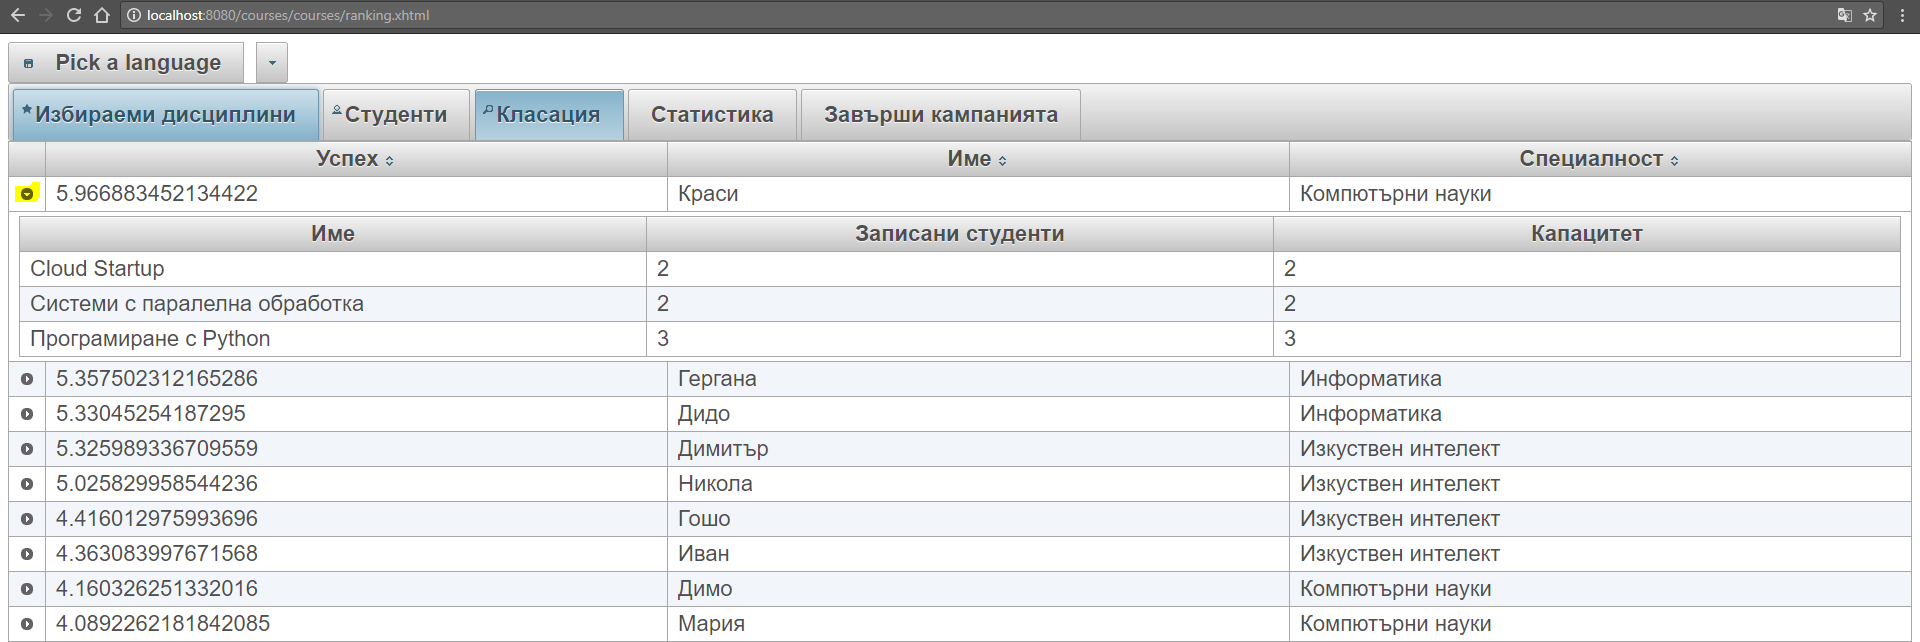 localhost:8080/courses/courses/ranking.xhtml
Pick a language
Избираеми дисциплини Студенти Класация Статистика Завърши кампанията
Успех Име Специалност
5.966883452134422 Краси Компютърни науки
Име Записани студенти Капацитет
Cloud Startup 2 2
Системи с паралелна обработка 2 2
Програмиране с Python 3 3
5.357502312165286 Гергана Информатика
5.33045254187295 Дидо Информатика
5.325989336709559 Димитър Изкуствен интелект
5.025829958544236 Никола Изкуствен интелект
4.416012975993696 Гошо Изкуствен интелект
4.363083997671568 Иван Изкуствен интелект
4.160326251332016 Димо Компютърни науки
4.0892262181842085 Мария Компютърни науки